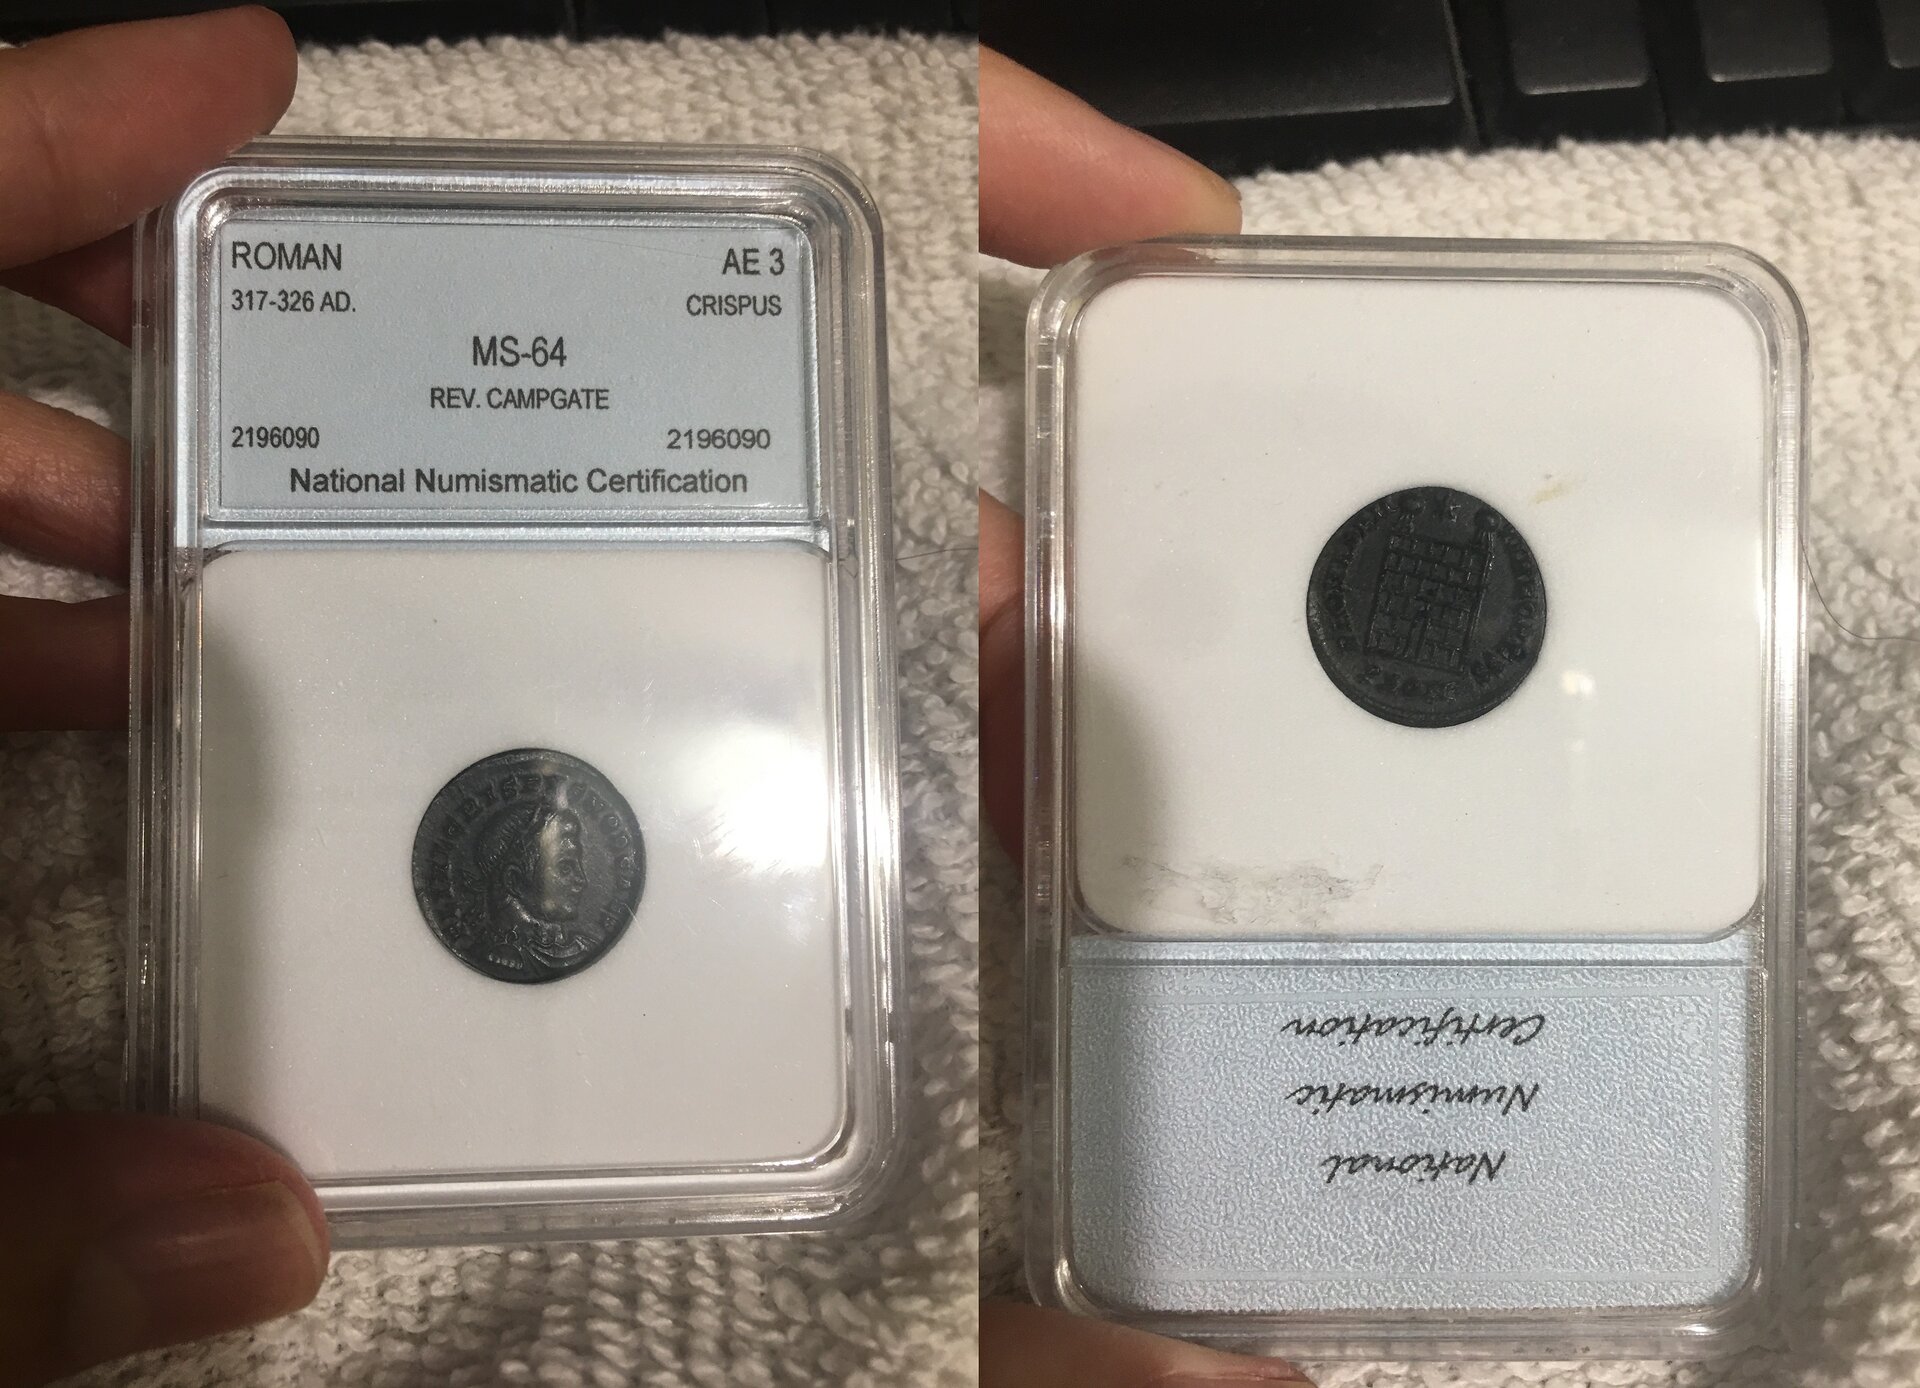 ROMAN AE 3
317-326 AD. CRISPUS
MS-64
REV. CAMPGATE
2196090 2196090
National Numismatic Certification
National
Numismatic
Certification